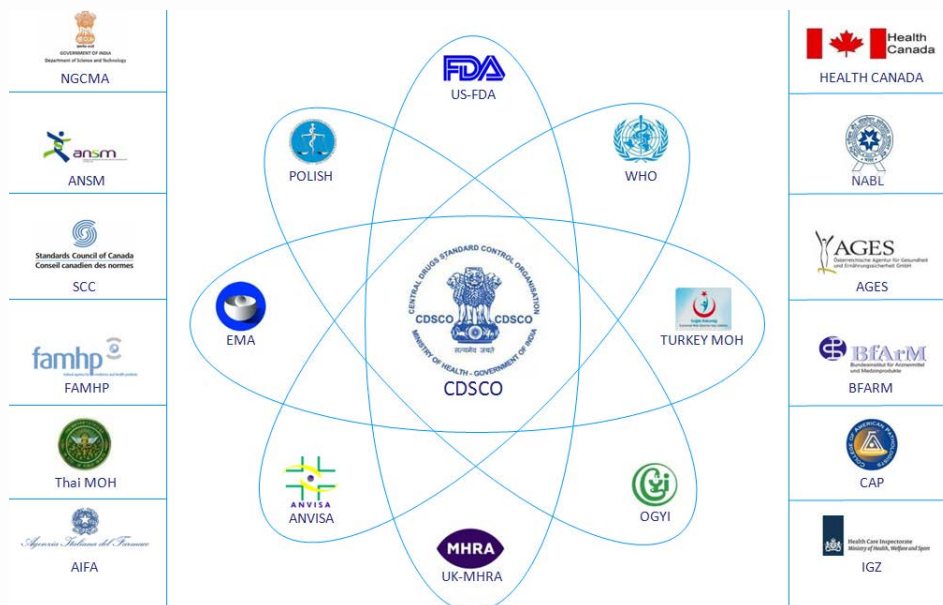 GOVERNMENT OF INDIA
Department of Science and Technology
NGCMA
ansm
ANSM
Standards Council of Canada
Conseil canadien des normes
SCC
famhp
FAMHP
Thai MOH
Agenzia Italiana del Farmaco
AIFA
FDA
US-FDA
POLISH
WHO
EMA
CENTRAL DRUGS STANDARD CONTROL ORGANISATION
CDSCO
CDSCO
सत्यमेव जयते
MINISTRY OF HEALTH - GOVERNMENT OF INDIA
CDSCO
TURKEY MOH
ANVISA
ANVISA
OGYI
MHRA
UK-MHRA
Health
Canada
HEALTH CANADA
NABL
AGES
Österreichische Agentur für Gesundheit
und Ernährungssicherheit GmbH
AGES
BfArM
Bundesinstitut für Arzneimittel
und Medizinprodukte
BFARM
COLLEGE OF AMERICAN PATHOLOGISTS
CAP
Health Care Inspectorate
Ministry of Health, Welfare and Sport
IGZ